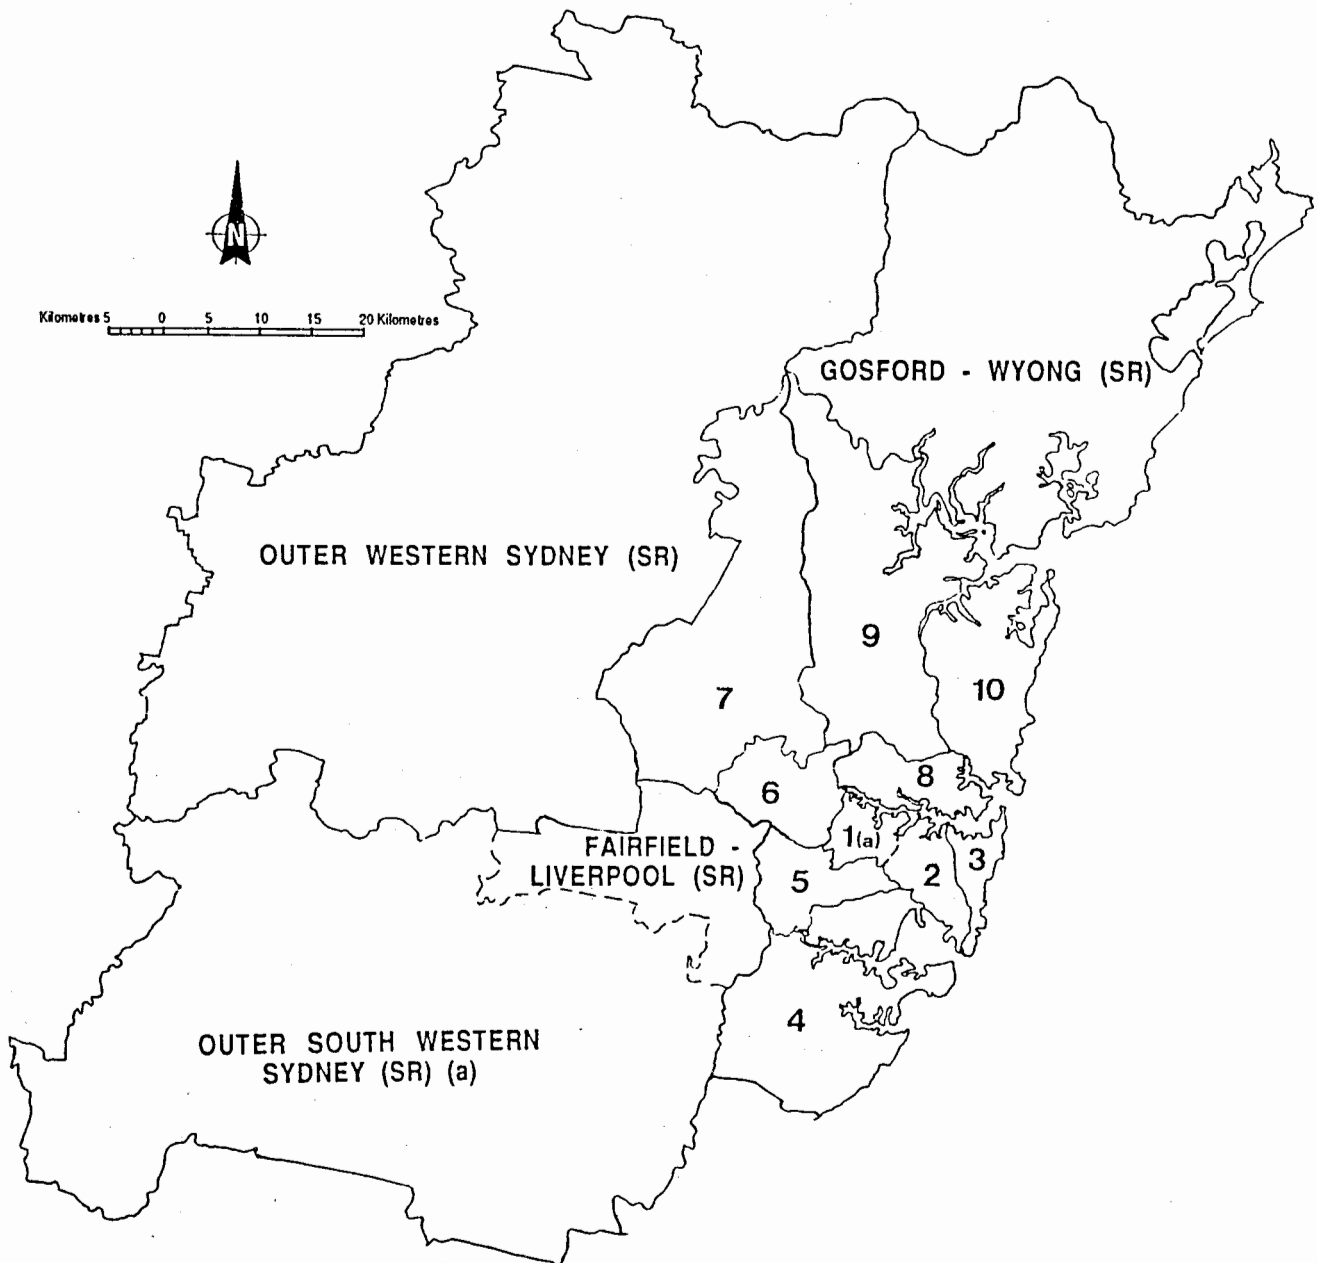 N
Kilometres 5 0 5 10 15 20 Kilometres
GOSFORD - WYONG (SR)
OUTER WESTERN SYDNEY (SR)
9
10
7
8
6
1(a)
3
FAIRFIELD -
LIVERPOOL (SR)
5
2
4
OUTER SOUTH WESTERN
SYDNEY (SR) (a)